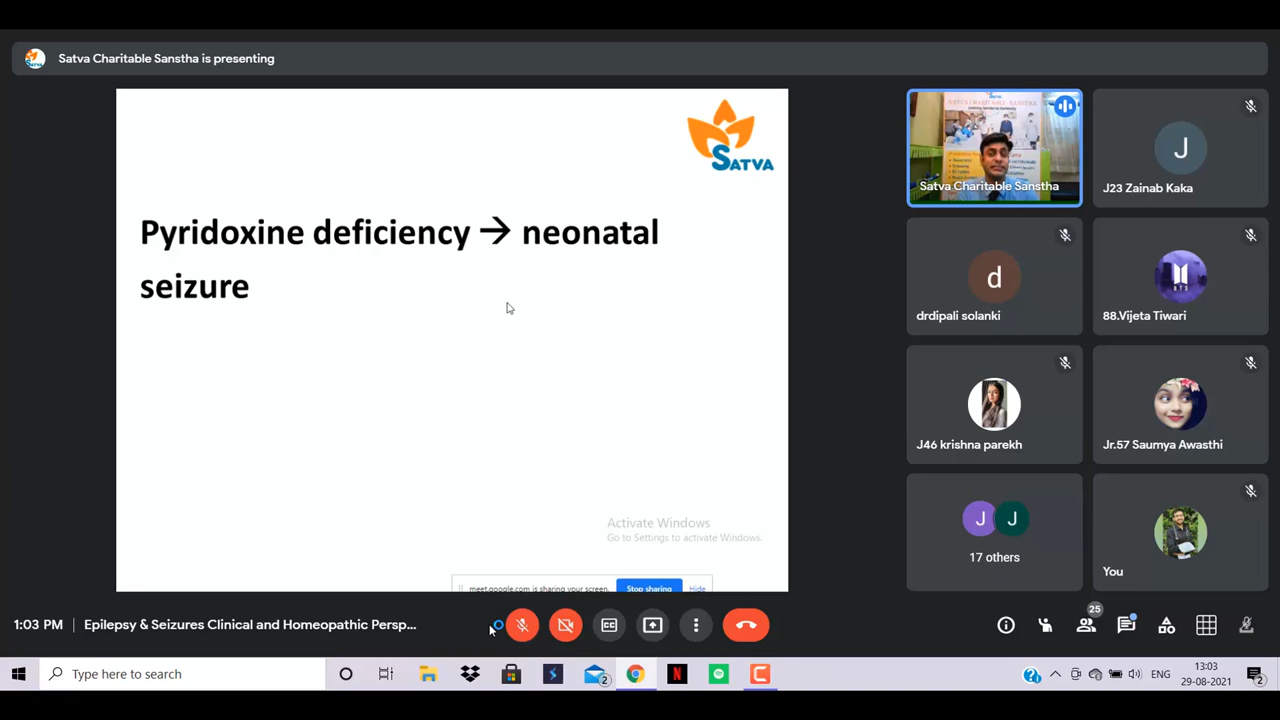 Satva Charitable Sanstha is presenting
SATVA
Pyridoxine deficiency → neonatal
seizure
Activate Windows
Go to Settings to activate Windows.
meet.google.com is sharing your screen.
Stop sharing
Hide
Satva Charitable Sanstha
J
J23 Zainab Kaka
d
drdipali solanki
BTS
88.Vijeta Tiwari
J46 krishna parekh
Jr.57 Saumya Awasthi
J
J
17 others
You
1:03 PM | Epilepsy & Seizures Clinical and Homeopathic Persp...
25
Type here to search
2
ENG
13:03
29-08-2021
2